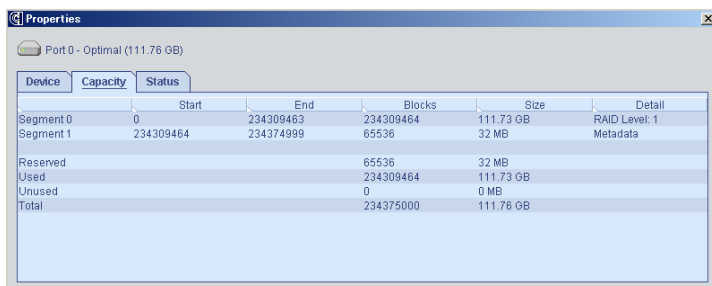 Properties
Port 0 - Optimal (111.76 GB)
Device Capacity Status
Start End Blocks Size Detail
Segment 0 0 234309463 234309464 111.73 GB RAID Level: 1
Segment 1 234309464 234374999 65536 32 MB Metadata
Reserved 65536 32 MB
Used 234309464 111.73 GB
Unused 0 0 MB
Total 234375000 111.76 GB